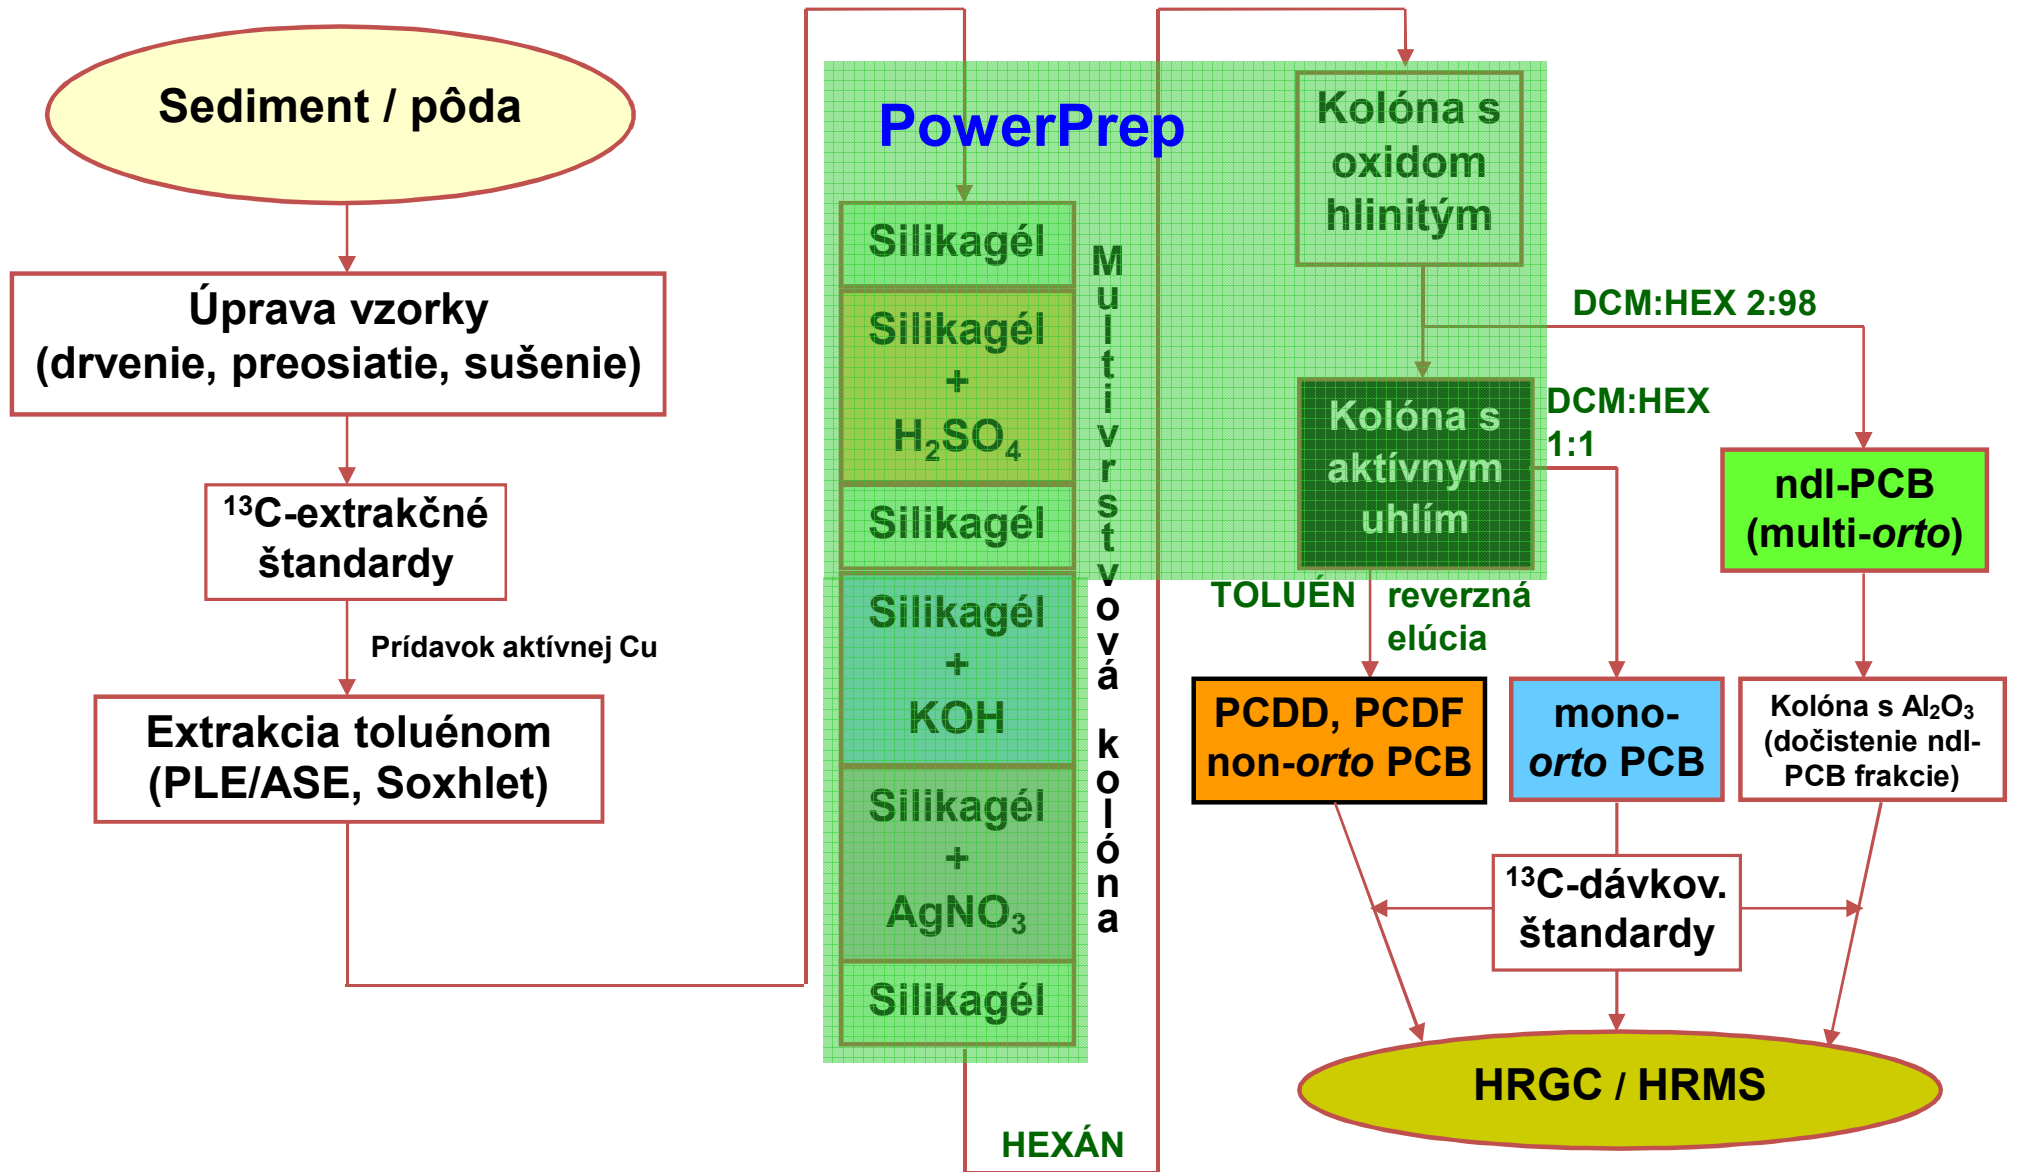 Sediment / pôda
Úprava vzorky
(drvenie, preosiatie, sušenie)
¹³C-extrakčné
štandardy
Prídavok aktívnej Cu
Extrakcia toluénom
(PLE/ASE, Soxhlet)
PowerPrep
Silikagél
Silikagél
+
H₂SO₄
Silikagél
Silikagél
+
KOH
Silikagél
+
AgNO₃
Silikagél
Multivrstvová kolóna
HEXÁN
Kolóna s
oxidom
hlinitým
DCM:HEX 2:98
Kolóna s
aktívnym
uhlím
DCM:HEX
1:1
ndl-PCB
(multi-orto)
TOLUÉN
reverzná
elúcia
PCDD, PCDF
non-orto PCB
mono-
orto PCB
Kolóna s Al₂O₃
(dočistenie ndl-
PCB frakcie)
¹³C-dávkov.
štandardy
HRGC / HRMS